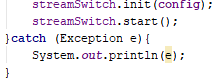 streamSwitch.init(config);
streamSwitch.start();
}catch (Exception e){
System.out.println(e);
}